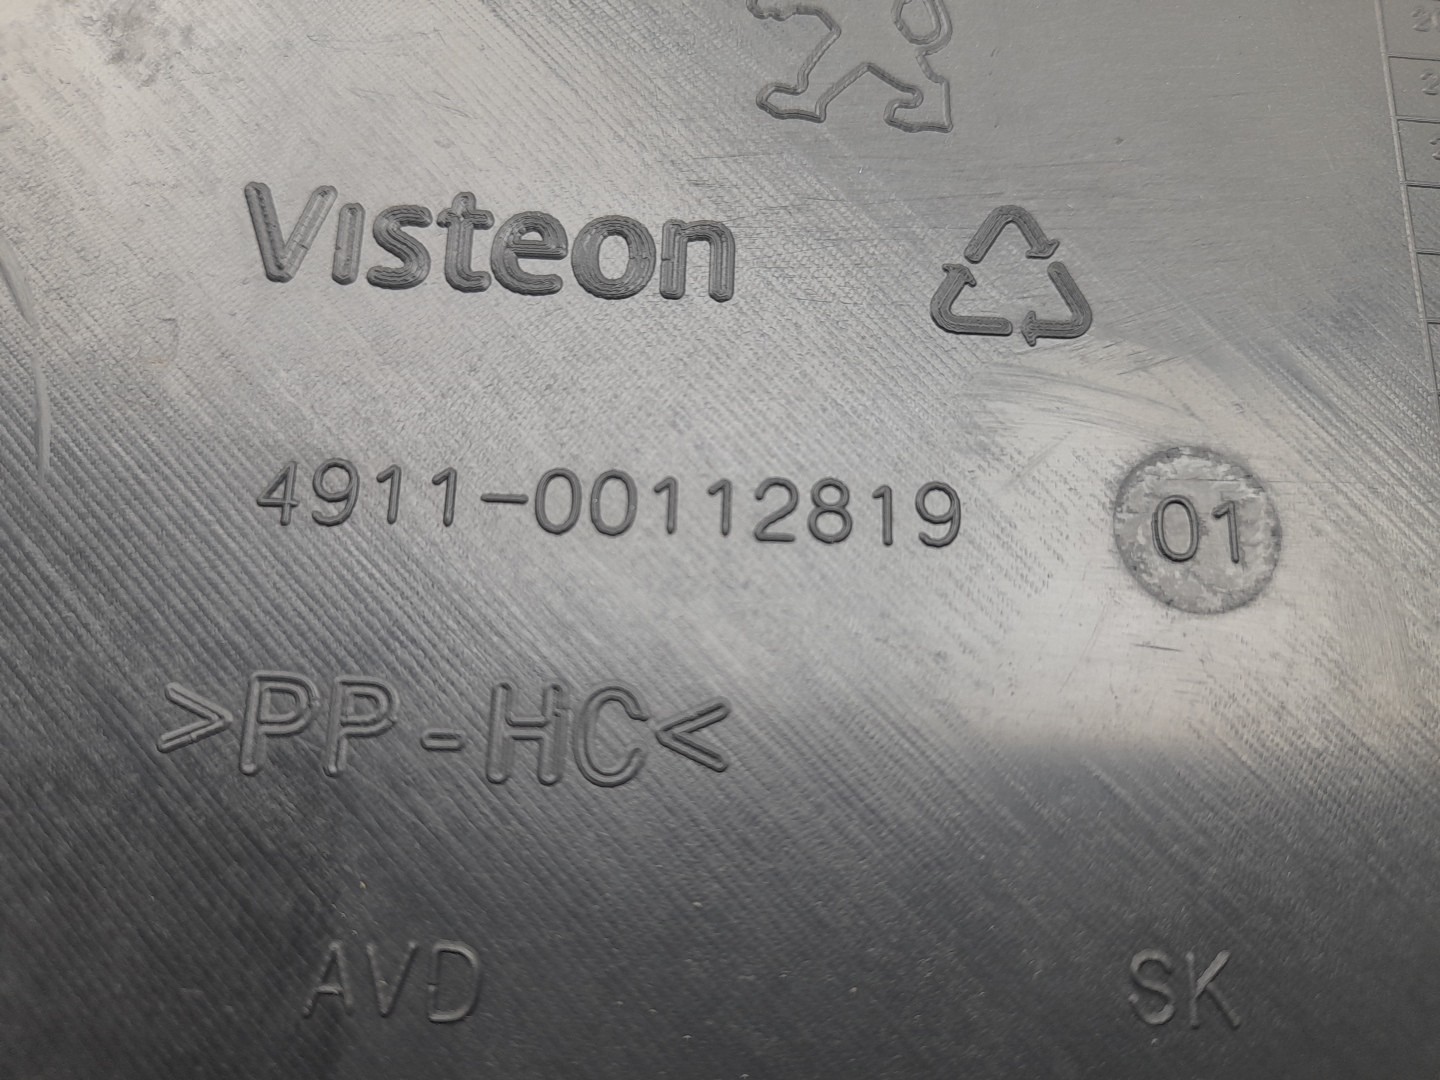 Visteon
4911-00112819 01
>PP-HC<
AVD SK